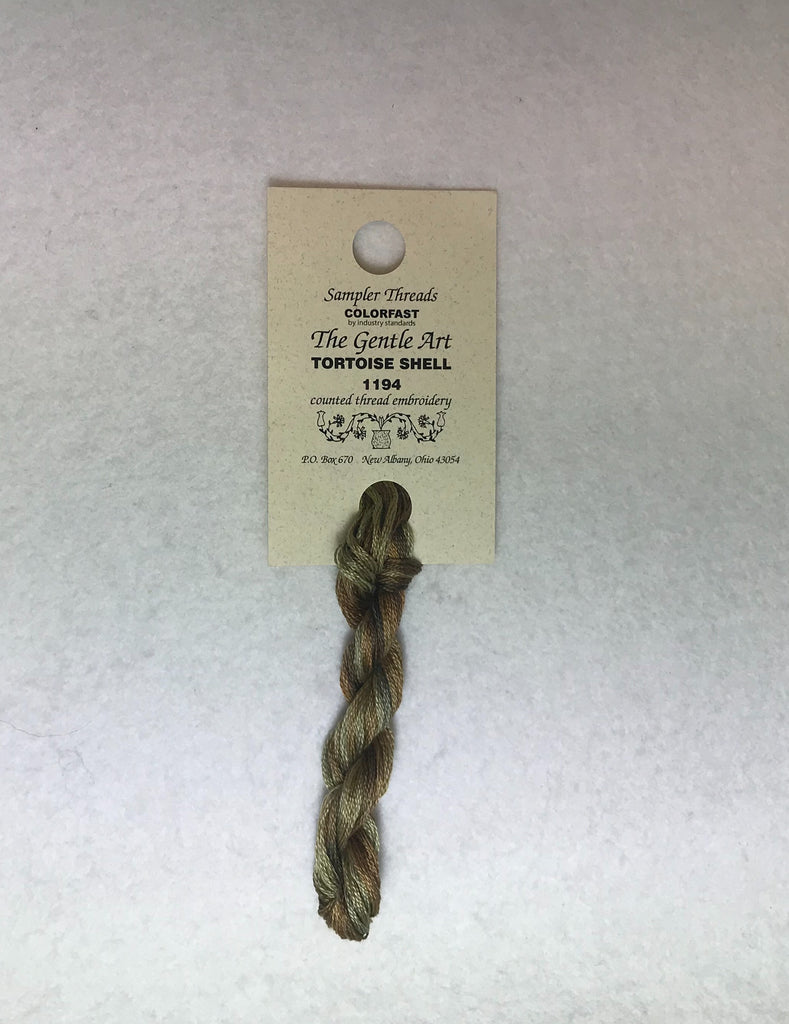 Sampler Threads
COLORFAST
by industry standards
The Gentle Art
TORTOISE SHELL
1194
counted thread embroidery
P.O. Box 670 New Albany, Ohio 43054